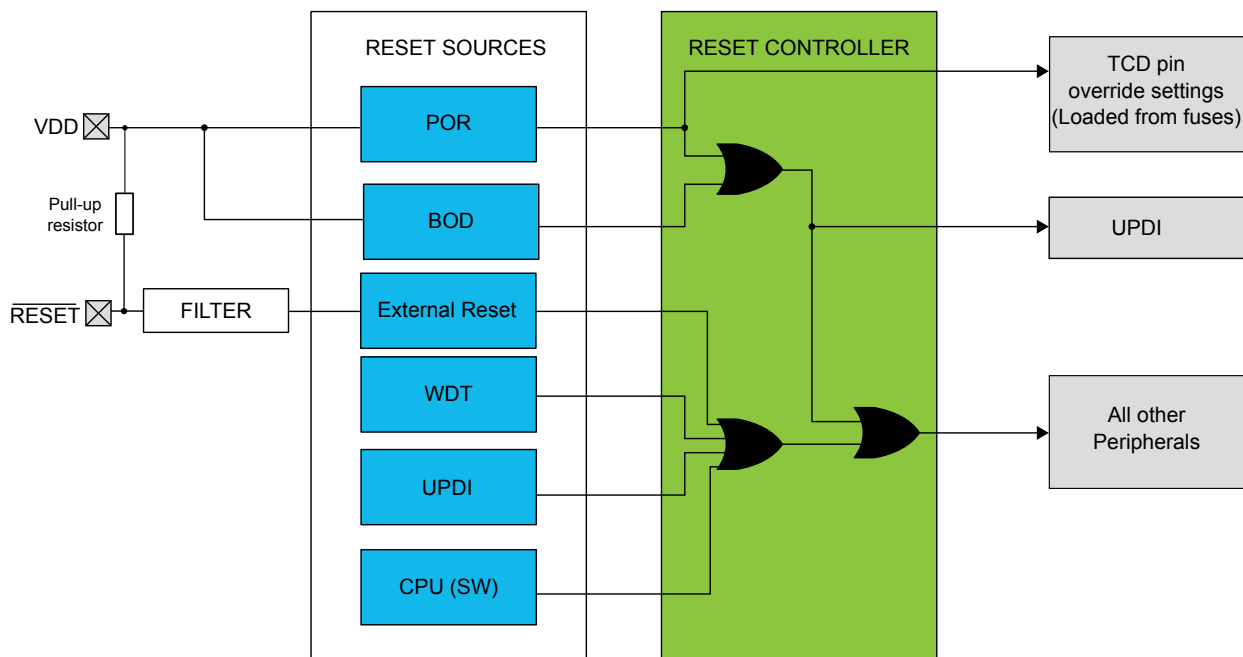 RESET SOURCES
RESET CONTROLLER
TCD pin
override settings
(Loaded from fuses)
VDD
POR
Pull-up
resistor
BOD
UPDI
RESET
FILTER
External Reset
WDT
All other
Peripherals
UPDI
CPU (SW)